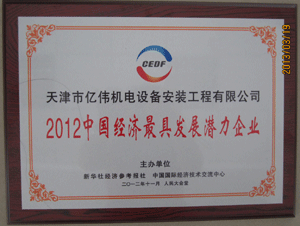 2013/03/19
CEDF
天津市亿伟机电设备安装工程有限公司
2012中国经济最具发展潜力企业
主办单位
新华社经济参考报社 中国国际经济技术交流中心
二〇一二年十一月 人民大会堂